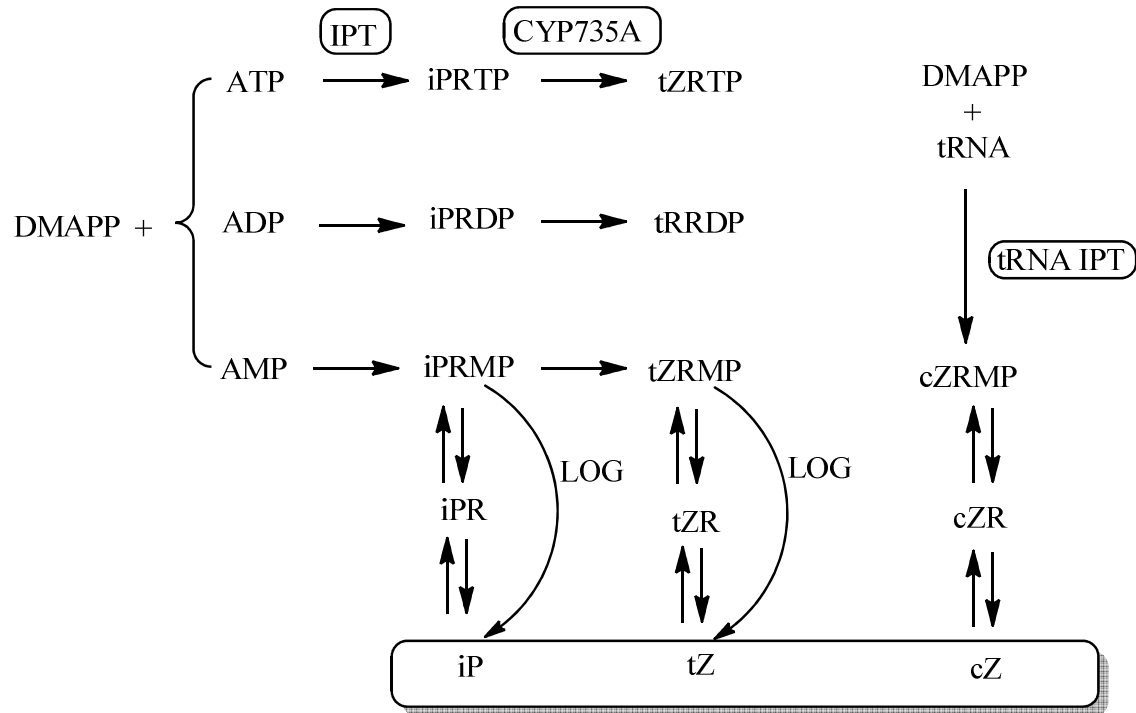 IPT CYP735A
ATP iPRTP tZRTP DMAPP
+
tRNA
DMAPP + ADP iPRDP tRRDP
tRNA IPT
AMP iPRMP tZRMP cZRMP
LOG LOG
iPR tZR cZR
iP tZ cZ